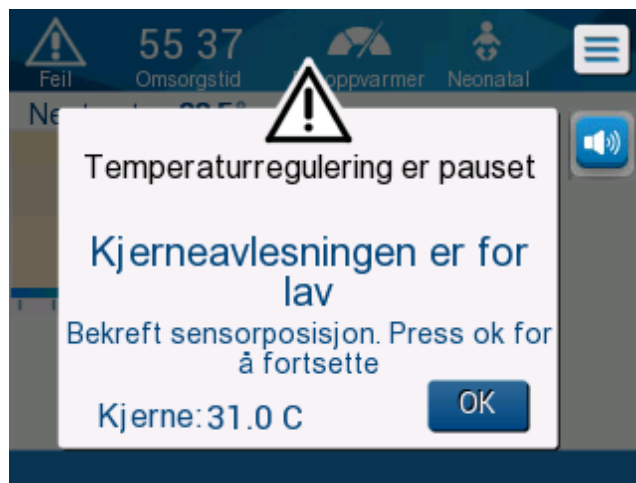 55 37
Feil Omsorgstid oppvarmer Neonatal
Temperaturregulering er pauset
Kjerneavlesningen er for
lav
Bekreft sensorposisjon. Press ok for
å fortsette
Kjerne: 31.0 C
OK